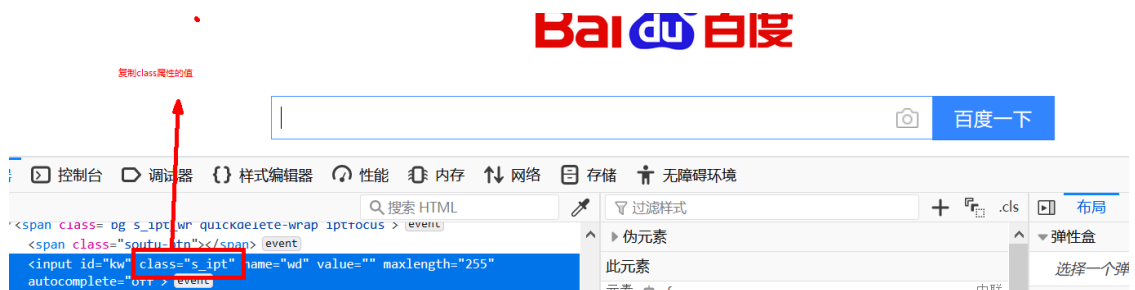 Bai du 百度
复制class属性的值
百度一下
控制台 调试器 样式编辑器 性能 内存 网络 存储 无障碍环境
搜索 HTML 过滤样式 .cls 布局
<span class="bg s_ipt_wr quickdelete-wrap iptfocus"> event
<span class="soutu-btn"></span> event
<input id="kw" class="s_ipt" name="wd" value="" maxlength="255"
autocomplete="off"> event
伪元素
此元素
弹性盒
选择一个弹